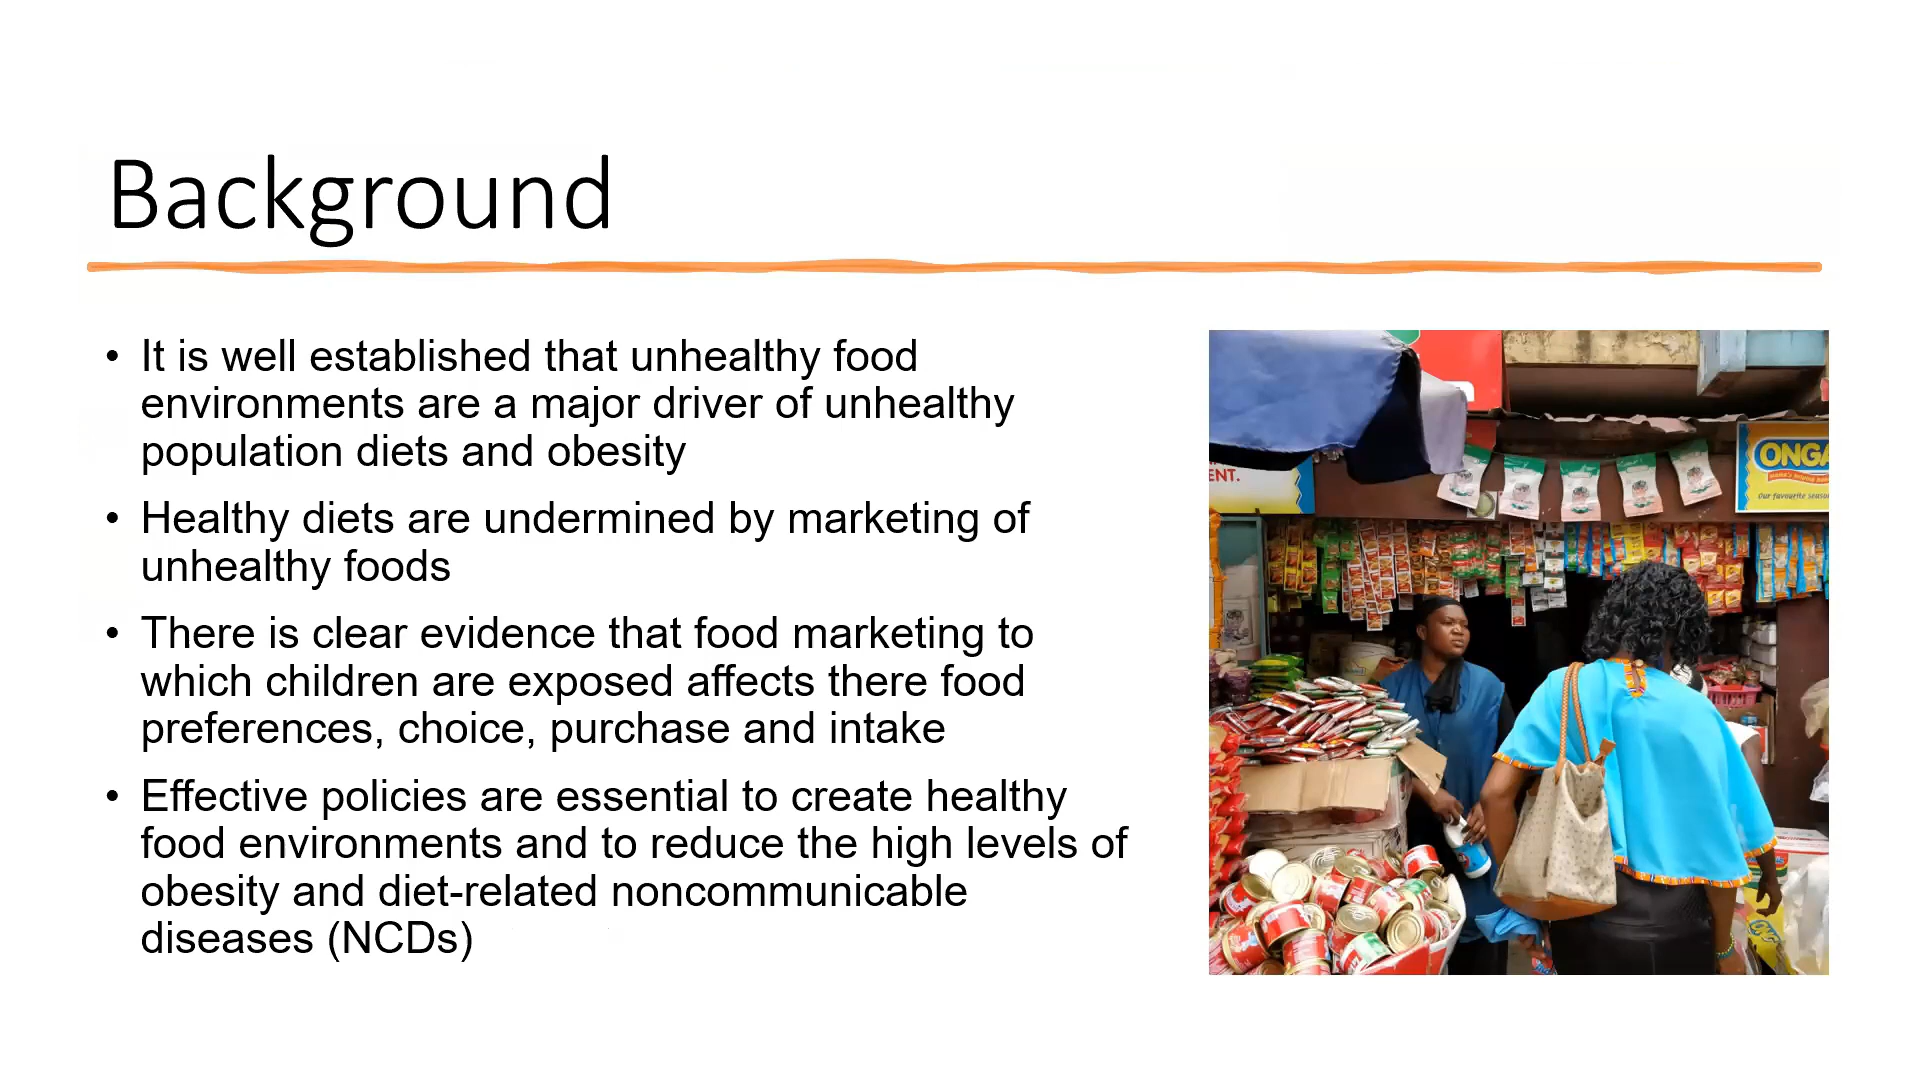 Background
• It is well established that unhealthy food
environments are a major driver of unhealthy
population diets and obesity
• Healthy diets are undermined by marketing of
unhealthy foods
• There is clear evidence that food marketing to
which children are exposed affects there food
preferences, choice, purchase and intake
• Effective policies are essential to create healthy
food environments and to reduce the high levels of
obesity and diet-related noncommunicable
diseases (NCDs)
ENT.
ONGA
Our favourite